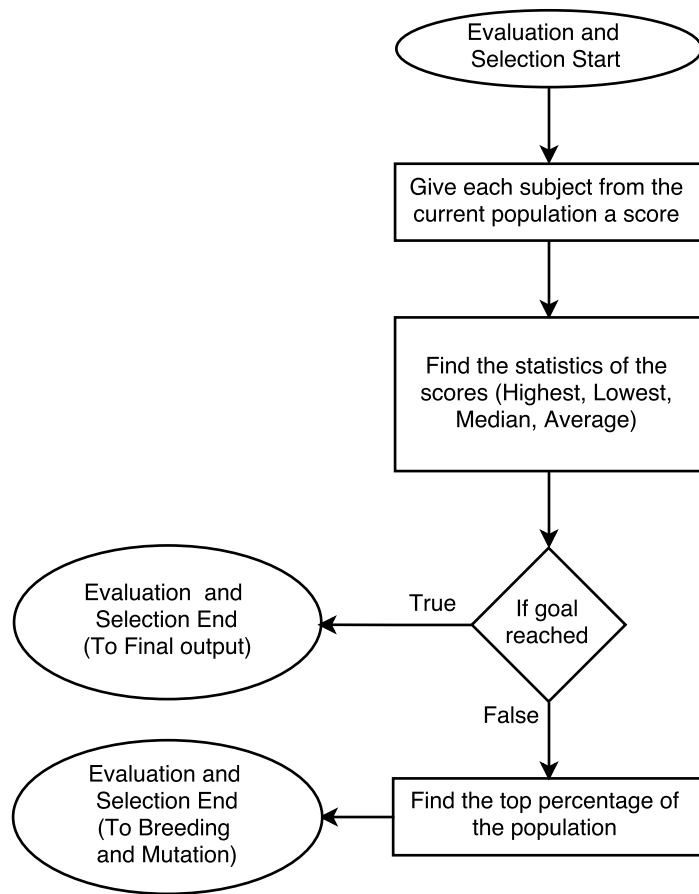 Evaluation and
Selection Start
Give each subject from the
current population a score
Find the statistics of the
scores (Highest, Lowest,
Median, Average)
If goal
reached
True
Evaluation and
Selection End
(To Final output)
False
Find the top percentage of
the population
Evaluation and
Selection End
(To Breeding
and Mutation)